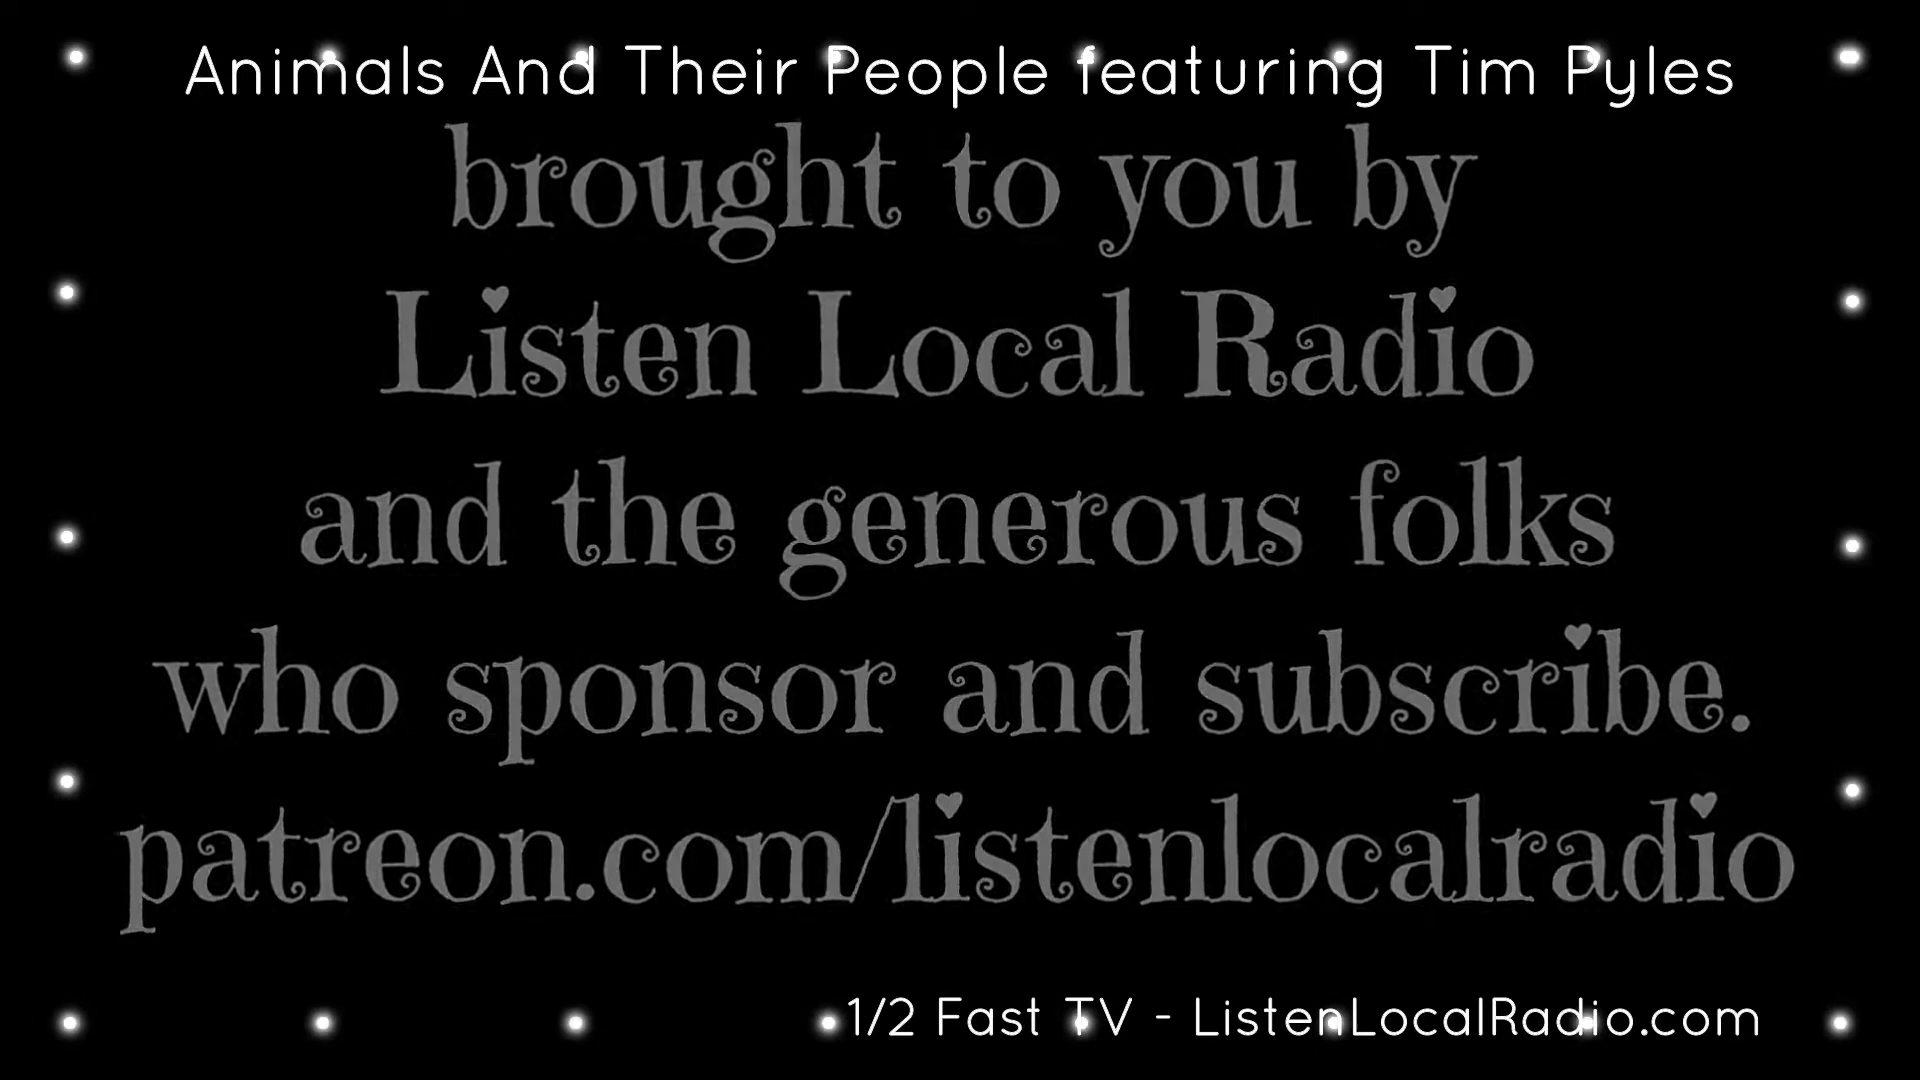 Animals And Their People featuring Tim Pyles
brought to you by
Listen Local Radio
and the generous folks
who sponsor and subscribe.
patreon.com/listenlocalradio
1/2 Fast TV - ListenLocalRadio.com